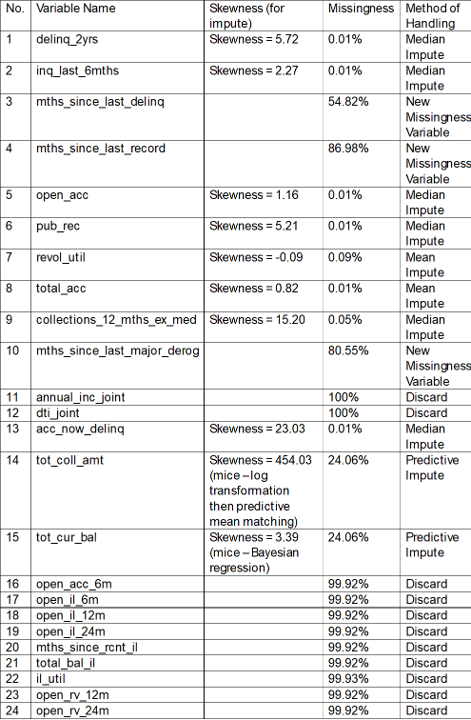 No. Variable Name Skewness (for impute) Missingness Method of Handling
1 delinq_2yrs Skewness = 5.72 0.01% Median Impute
2 inq_last_6mths Skewness = 2.27 0.01% Median Impute
3 mths_since_last_delinq 54.82% New Missingness Variable
4 mths_since_last_record 86.98% New Missingness Variable
5 open_acc Skewness = 1.16 0.01% Median Impute
6 pub_rec Skewness = 5.21 0.01% Median Impute
7 revol_util Skewness = -0.09 0.09% Mean Impute
8 total_acc Skewness = 0.82 0.01% Mean Impute
9 collections_12_mths_ex_med Skewness = 15.20 0.05% Median Impute
10 mths_since_last_major_derog 80.55% New Missingness Variable
11 annual_inc_joint 100% Discard
12 dti_joint 100% Discard
13 acc_now_delinq Skewness = 23.03 0.01% Median Impute
14 tot_coll_amt Skewness = 454.03 (mice –log transformation then predictive mean matching) 24.06% Predictive Impute
15 tot_cur_bal Skewness = 3.39 (mice – Bayesian regression) 24.06% Predictive Impute
16 open_acc_6m 99.92% Discard
17 open_il_6m 99.92% Discard
18 open_il_12m 99.92% Discard
19 open_il_24m 99.92% Discard
20 mths_since_rcnt_il 99.92% Discard
21 total_bal_il 99.92% Discard
22 il_util 99.93% Discard
23 open_rv_12m 99.92% Discard
24 open_rv_24m 99.92% Discard